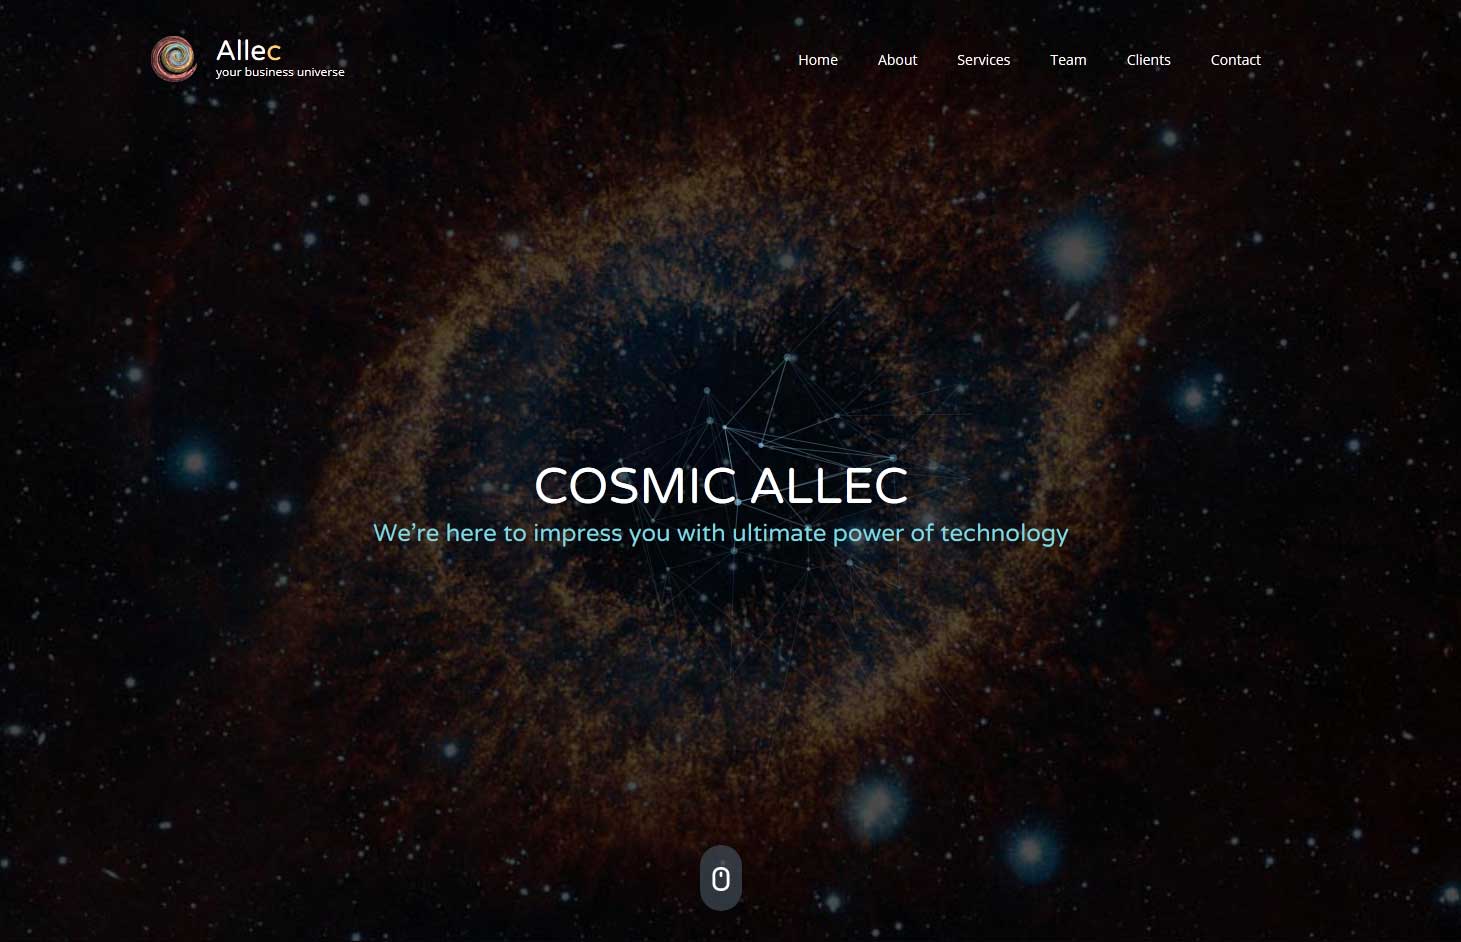 Allec
your business universe
Home About Services Team Clients Contact
COSMIC ALLEC
We’re here to impress you with ultimate power of technology